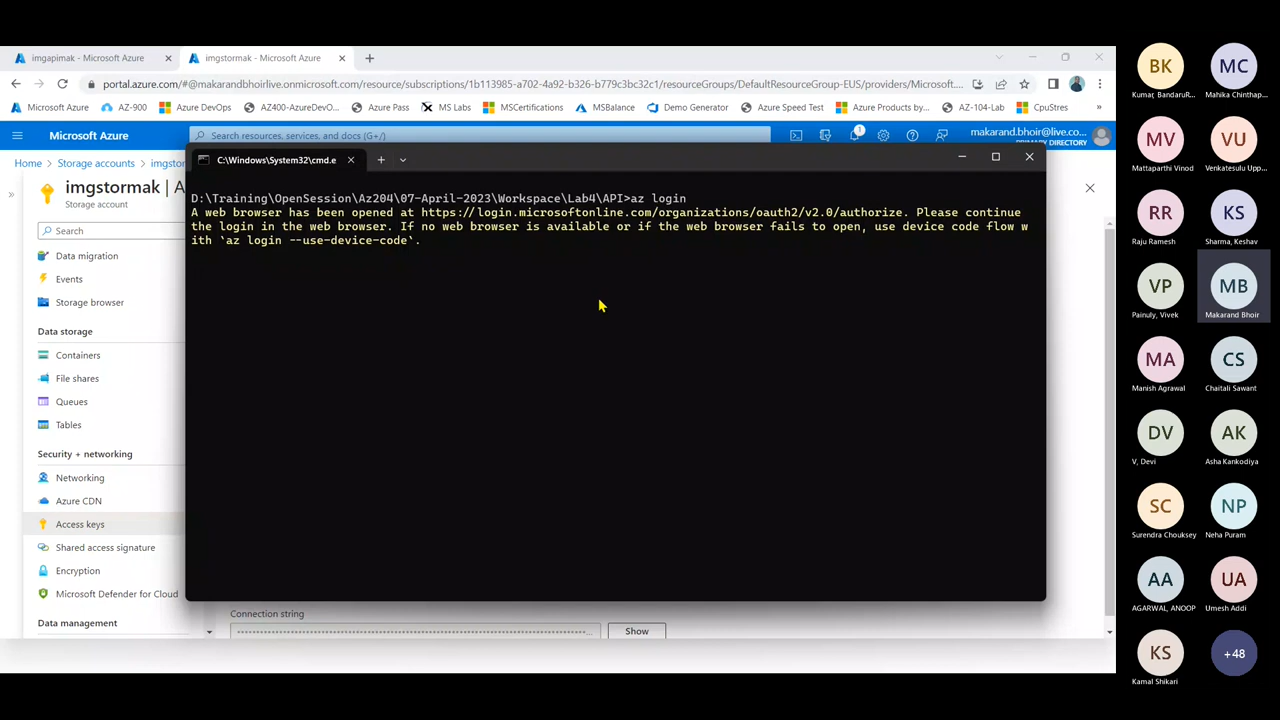 imgapimak - Microsoft Azure
imgstormak - Microsoft Azure
portal.azure.com/#@makarandbhoirlive.onmicrosoft.com/resource/subscriptions/1b113985-a702-4a92-b326-b779c3bc32c1/resourceGroups/DefaultResourceGroup-EUS/providers/Microsoft....
Microsoft Azure
AZ-900
Azure DevOps
AZ400-AzureDevO...
Azure Pass
MS Labs
MSCertifications
MSBalance
Demo Generator
Azure Speed Test
Azure Products by...
AZ-104-Lab
CpuStres
»
Microsoft Azure
Search resources, services, and docs (G+/)
1
makarand.bhoir@live.co...
PRIMARY DIRECTORY
Home > Storage accounts > imgstor
imgstormak | A
Storage account
Search
Data migration
Events
Storage browser
Data storage
Containers
File shares
Queues
Tables
Security + networking
Networking
Azure CDN
Access keys
Shared access signature
Encryption
Microsoft Defender for Cloud
Data management
C:\Windows\System32\cmd.e
D:\Training\OpenSession\Az204\07-April-2023\Workspace\Lab4\API>az login
A web browser has been opened at https://login.microsoftonline.com/organizations/oauth2/v2.0/authorize. Please continue
the login in the web browser. If no web browser is available or if the web browser fails to open, use device code flow w
ith `az login --use-device-code`.
Connection string
Show
BK
Kumar, BandaruR...
MC
Mahika Chinthap...
MV
Mattaparthi Vinod
VU
Venkatesulu Upp...
RR
Raju Ramesh
KS
Sharma, Keshav
VP
Painuly, Vivek
MB
Makarand Bhoir
MA
Manish Agrawal
CS
Chaitali Sawant
DV
V, Devi
AK
Asha Kankodiya
SC
Surendra Chouksey
NP
Neha Puram
AA
AGARWAL, ANOOP
UA
Umesh Addi
KS
Kamal Shikari
+48